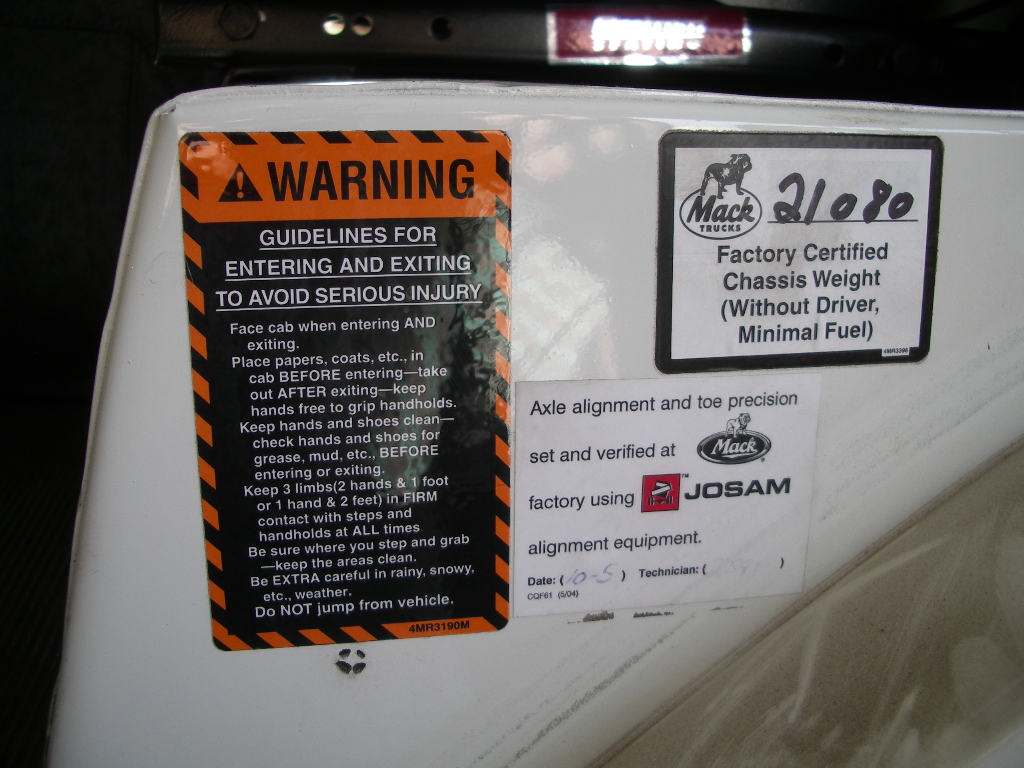 WARNING
GUIDELINES FOR
ENTERING AND EXITING
TO AVOID SERIOUS INJURY
Face cab when entering AND
exiting.
Place papers, coats, etc., in
cab BEFORE entering—take
out AFTER exiting—keep
hands free to grip handholds.
Keep hands and shoes clean—
check hands and shoes for
grease, mud, etc., BEFORE
entering or exiting.
Keep 3 limbs(2 hands & 1 foot
or 1 hand & 2 feet) in FIRM
contact with steps and
handholds at ALL times
Be sure where you step and grab
—keep the areas clean.
Be EXTRA careful in rainy, snowy,
etc., weather.
Do NOT jump from vehicle.
4MR3190M
Mack
TRUCKS
21080
Factory Certified
Chassis Weight
(Without Driver,
Minimal Fuel)
4MR3396
Axle alignment and toe precision
set and verified at Mack
factory using JOSAM™
alignment equipment.
Date: (10-5) Technician: ( )
CQF61 (5/04)